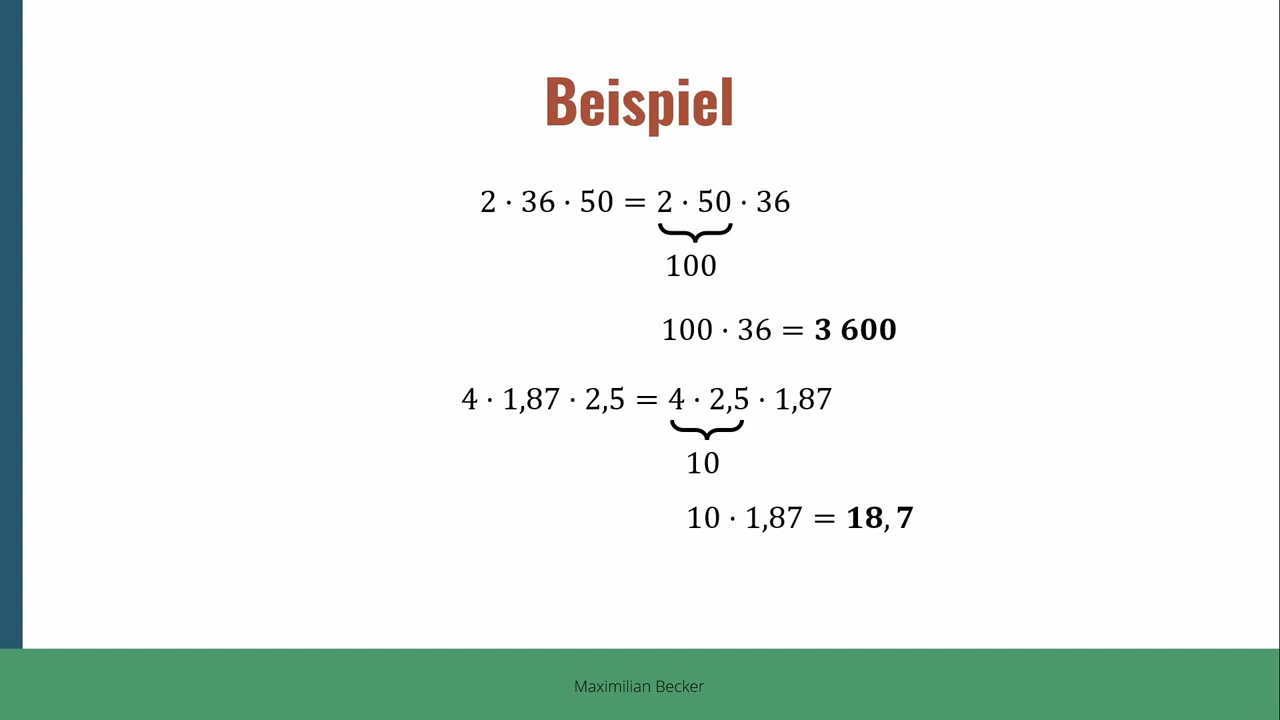 Beispiel
2 · 36 · 50 = 2 · 50 · 36
100
100 · 36 = 3 600
4 · 1,87 · 2,5 = 4 · 2,5 · 1,87
10
10 · 1,87 = 18, 7
Maximilian Becker